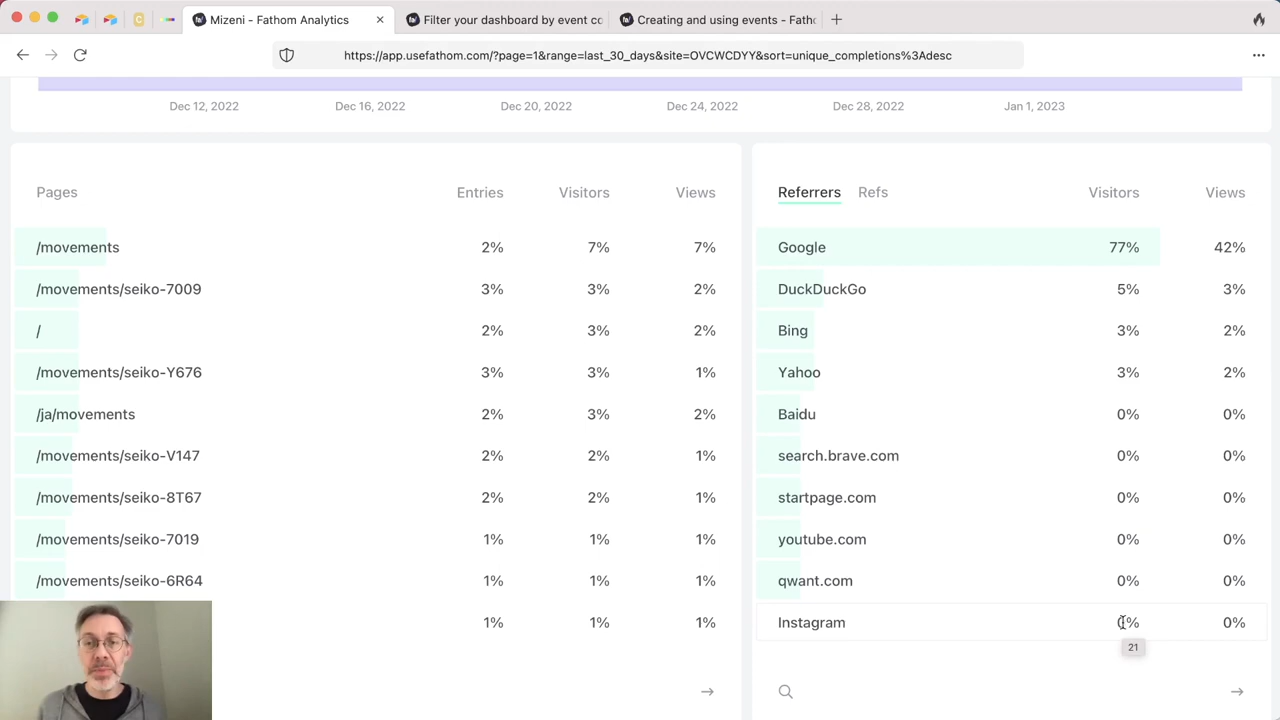 Mizeni - Fathom Analytics
Filter your dashboard by event co
Creating and using events - Fath
https://app.usefathom.com/?page=1&range=last_30_days&site=OVCWCDYY&sort=unique_completions%3Adesc
Dec 12, 2022 Dec 16, 2022 Dec 20, 2022 Dec 24, 2022 Dec 28, 2022 Jan 1, 2023
Pages Entries Visitors Views
/movements 2% 7% 7%
/movements/seiko-7009 3% 3% 2%
/ 2% 3% 2%
/movements/seiko-Y676 3% 3% 1%
/ja/movements 2% 3% 2%
/movements/seiko-V147 2% 2% 1%
/movements/seiko-8T67 2% 2% 1%
/movements/seiko-7019 1% 1% 1%
/movements/seiko-6R64 1% 1% 1%
1% 1% 1%
Referrers Refs Visitors Views
Google 77% 42%
DuckDuckGo 5% 3%
Bing 3% 2%
Yahoo 3% 2%
Baidu 0% 0%
search.brave.com 0% 0%
startpage.com 0% 0%
youtube.com 0% 0%
qwant.com 0% 0%
Instagram 0% 0%
21